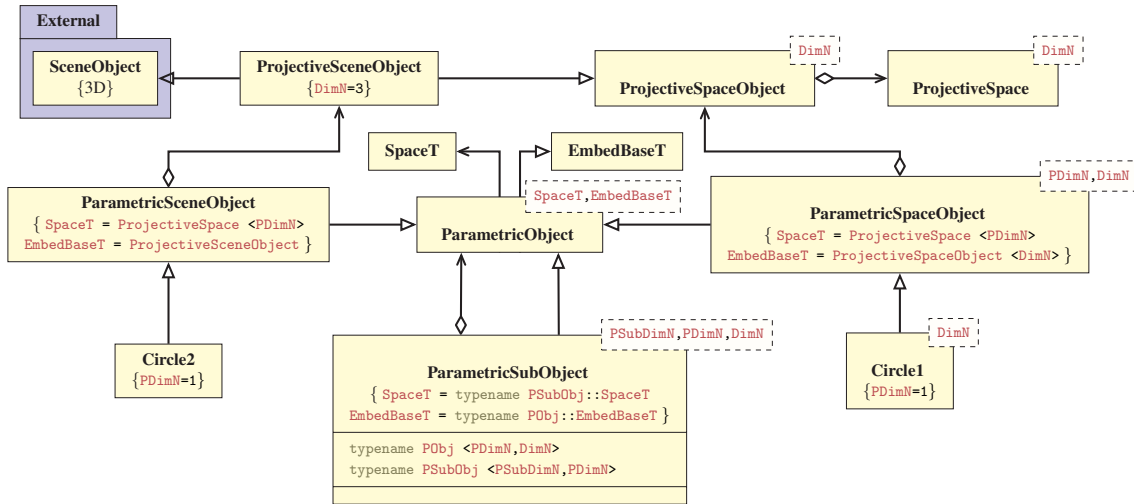 External
SceneObject
{3D}
ProjectiveSceneObject
{DimN=3}
DimN
ProjectiveSpaceObject
DimN
ProjectiveSpace
SpaceT
EmbedBaseT
ParametricSceneObject
{ SpaceT = ProjectiveSpace <PDimN>
EmbedBaseT = ProjectiveSceneObject }
SpaceT,EmbedBaseT
ParametricObject
PDimN,DimN
ParametricSpaceObject
{ SpaceT = ProjectiveSpace <PDimN>
EmbedBaseT = ProjectiveSpaceObject <DimN> }
Circle2
{PDimN=1}
PSubDimN,PDimN,DimN
ParametricSubObject
{ SpaceT = typename PSubObj::SpaceT
EmbedBaseT = typename PObj::EmbedBaseT }
typename PObj <PDimN,DimN>
typename PSubObj <PSubDimN,PDimN>
DimN
Circle1
{PDimN=1}